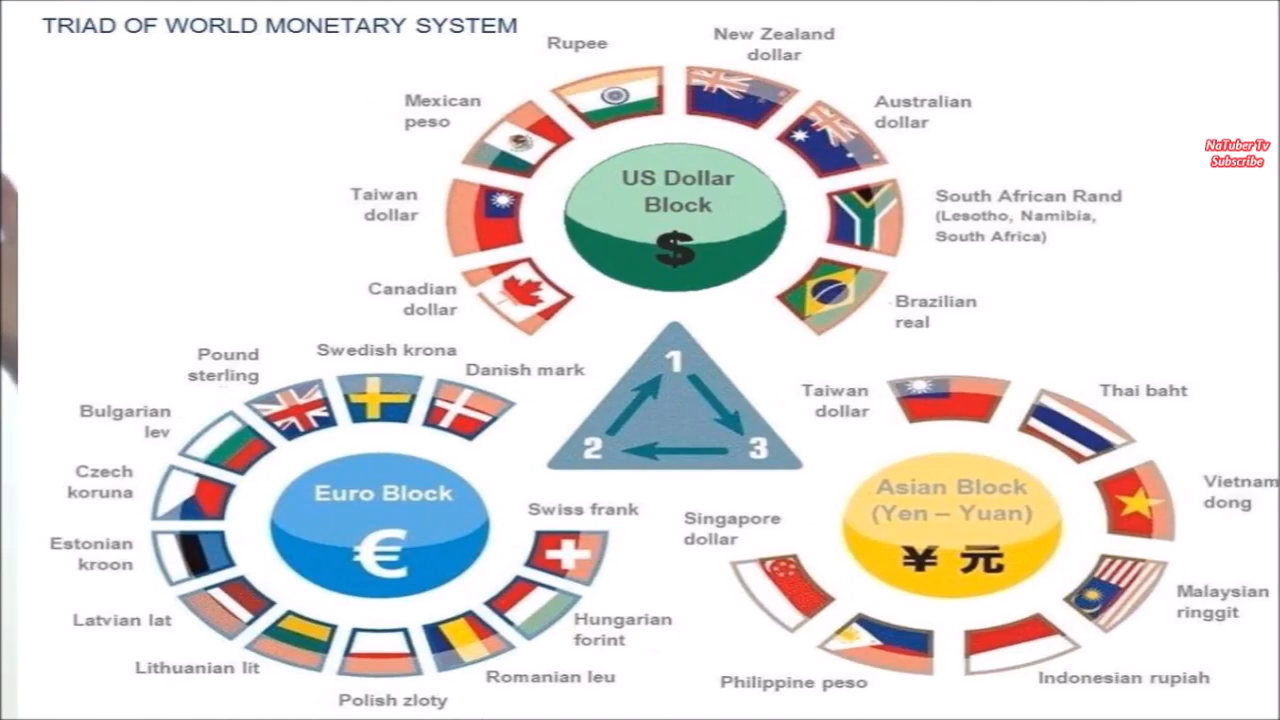 TRIAD OF WORLD MONETARY SYSTEM
Rupee
New Zealand
dollar
Mexican
peso
Australian
dollar
NaTuber Tv
Subscribe
US Dollar
Block
$
Taiwan
dollar
South African Rand
(Lesotho, Namibia,
South Africa)
Canadian
dollar
Brazilian
real
Pound
sterling
Swedish krona
Danish mark
1
2
3
Bulgarian
lev
Czech
koruna
Estonian
kroon
Latvian lat
Lithuanian lit
Polish zloty
Romanian leu
Hungarian
forint
Swiss frank
Euro Block
€
Taiwan
dollar
Thai baht
Vietnam
dong
Malaysian
ringgit
Indonesian rupiah
Philippine peso
Singapore
dollar
Asian Block
(Yen – Yuan)
¥ 元